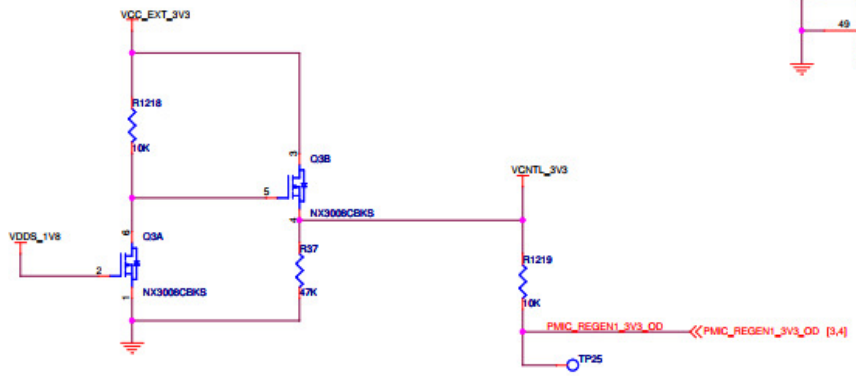 VCC_EXT_3V3
49
R1218
10K
3
Q3B
5
NX3008CBKS
4
VCNTL_3V3
6
Q3A
VDDS_1V8
2
NX3008CBKS
1
R37
47K
R1219
10K
PMIC_REGEN1_3V3_OD
PMIC_REGEN1_3V3_OD [3,4]
TP25